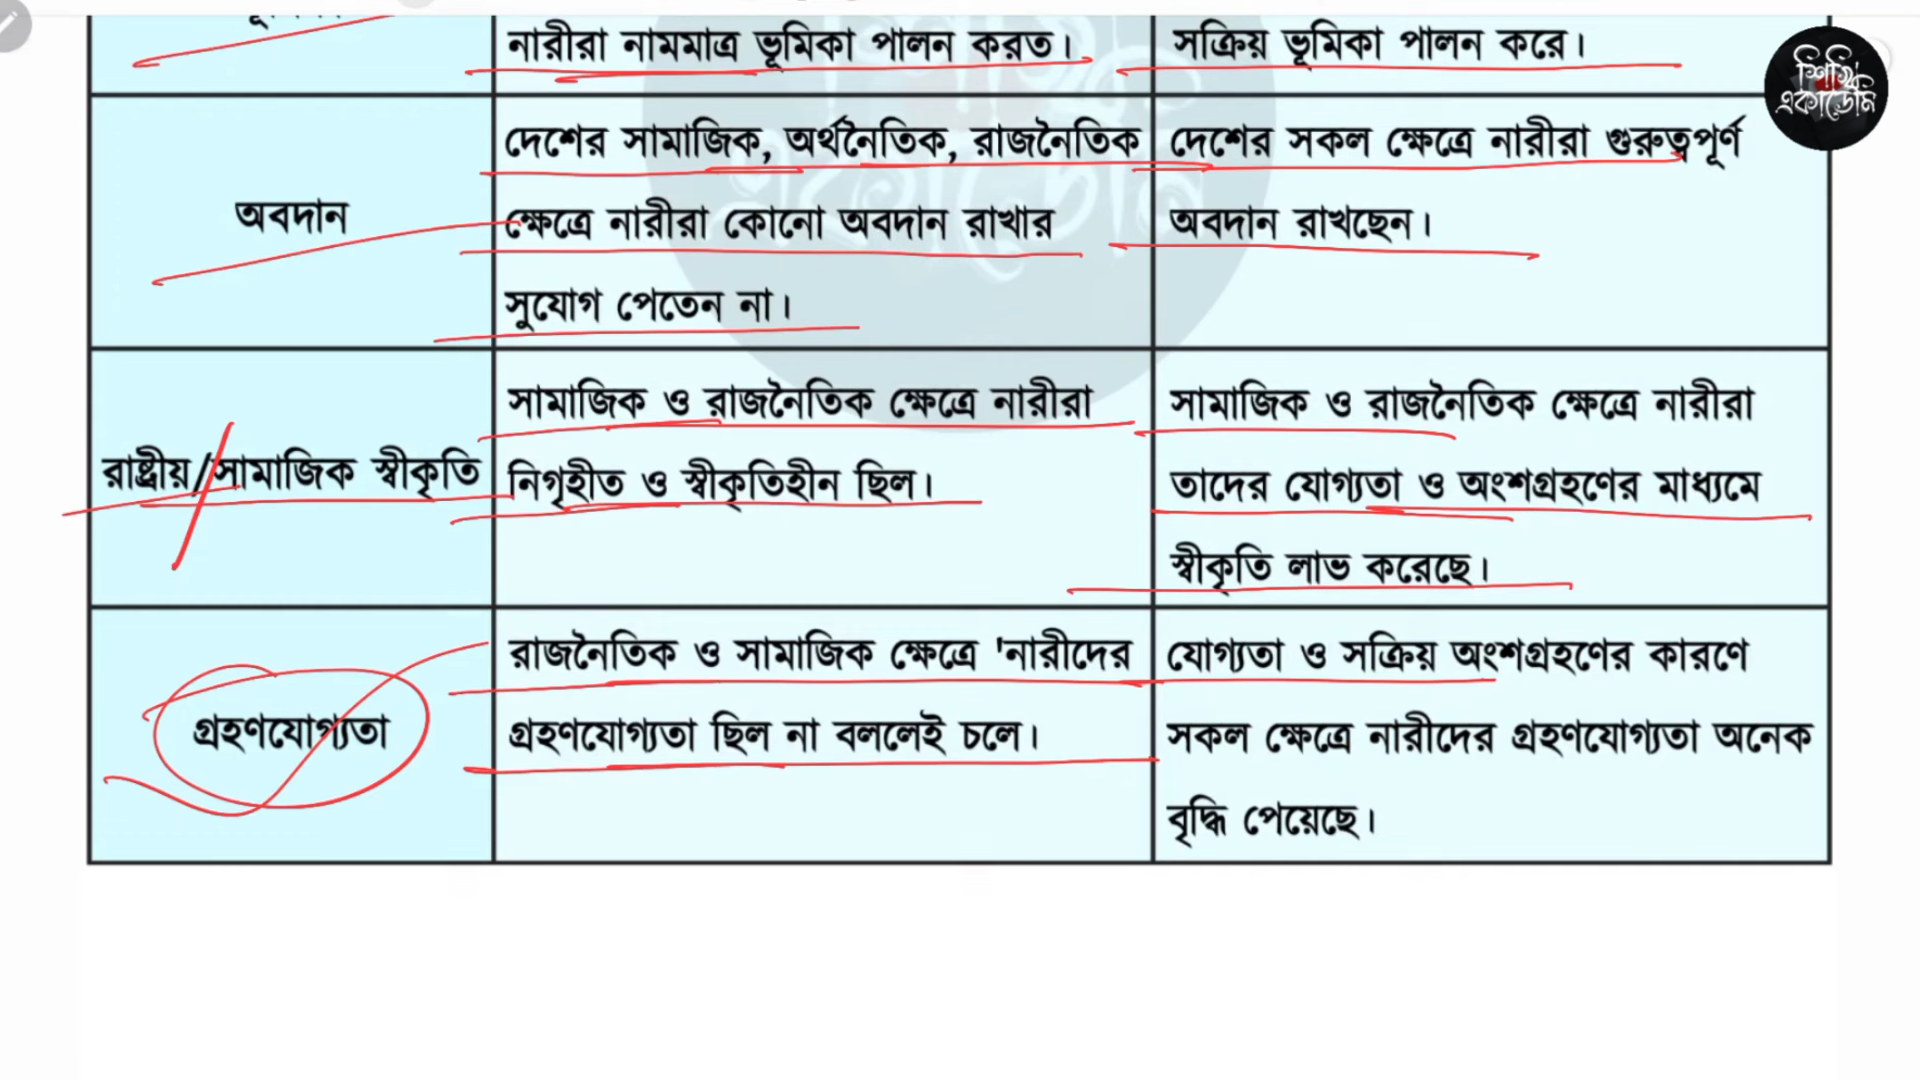 নারীরা নামমাত্র ভূমিকা পালন করত।
সক্রিয় ভূমিকা পালন করে।
শিক্ষি
একাডেমি
অবদান
দেশের সামাজিক, অর্থনৈতিক, রাজনৈতিক
ক্ষেত্রে নারীরা কোনো অবদান রাখার
সুযোগ পেতেন না।
দেশের সকল ক্ষেত্রে নারীরা গুরুত্বপূর্ণ
অবদান রাখছেন।
রাষ্ট্রীয়/সামাজিক স্বীকৃতি
সামাজিক ও রাজনৈতিক ক্ষেত্রে নারীরা
নিগৃহীত ও স্বীকৃতিহীন ছিল।
সামাজিক ও রাজনৈতিক ক্ষেত্রে নারীরা
তাদের যোগ্যতা ও অংশগ্রহণের মাধ্যমে
স্বীকৃতি লাভ করেছে।
গ্রহণযোগ্যতা
রাজনৈতিক ও সামাজিক ক্ষেত্রে 'নারীদের
গ্রহণযোগ্যতা ছিল না বললেই চলে।
যোগ্যতা ও সক্রিয় অংশগ্রহণের কারণে
সকল ক্ষেত্রে নারীদের গ্রহণযোগ্যতা অনেক
বৃদ্ধি পেয়েছে।